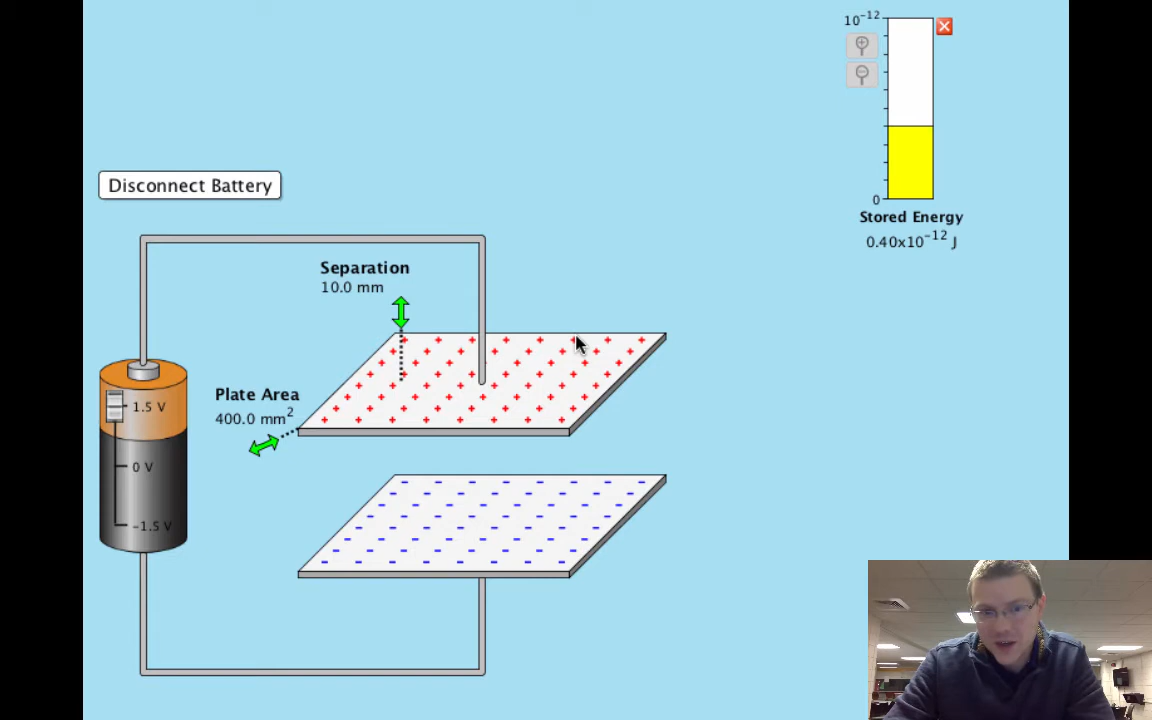 10⁻¹²
0
Stored Energy
0.40x10⁻¹² J
Disconnect Battery
Separation
10.0 mm
Plate Area
400.0 mm²
1.5 V
0 V
-1.5 V